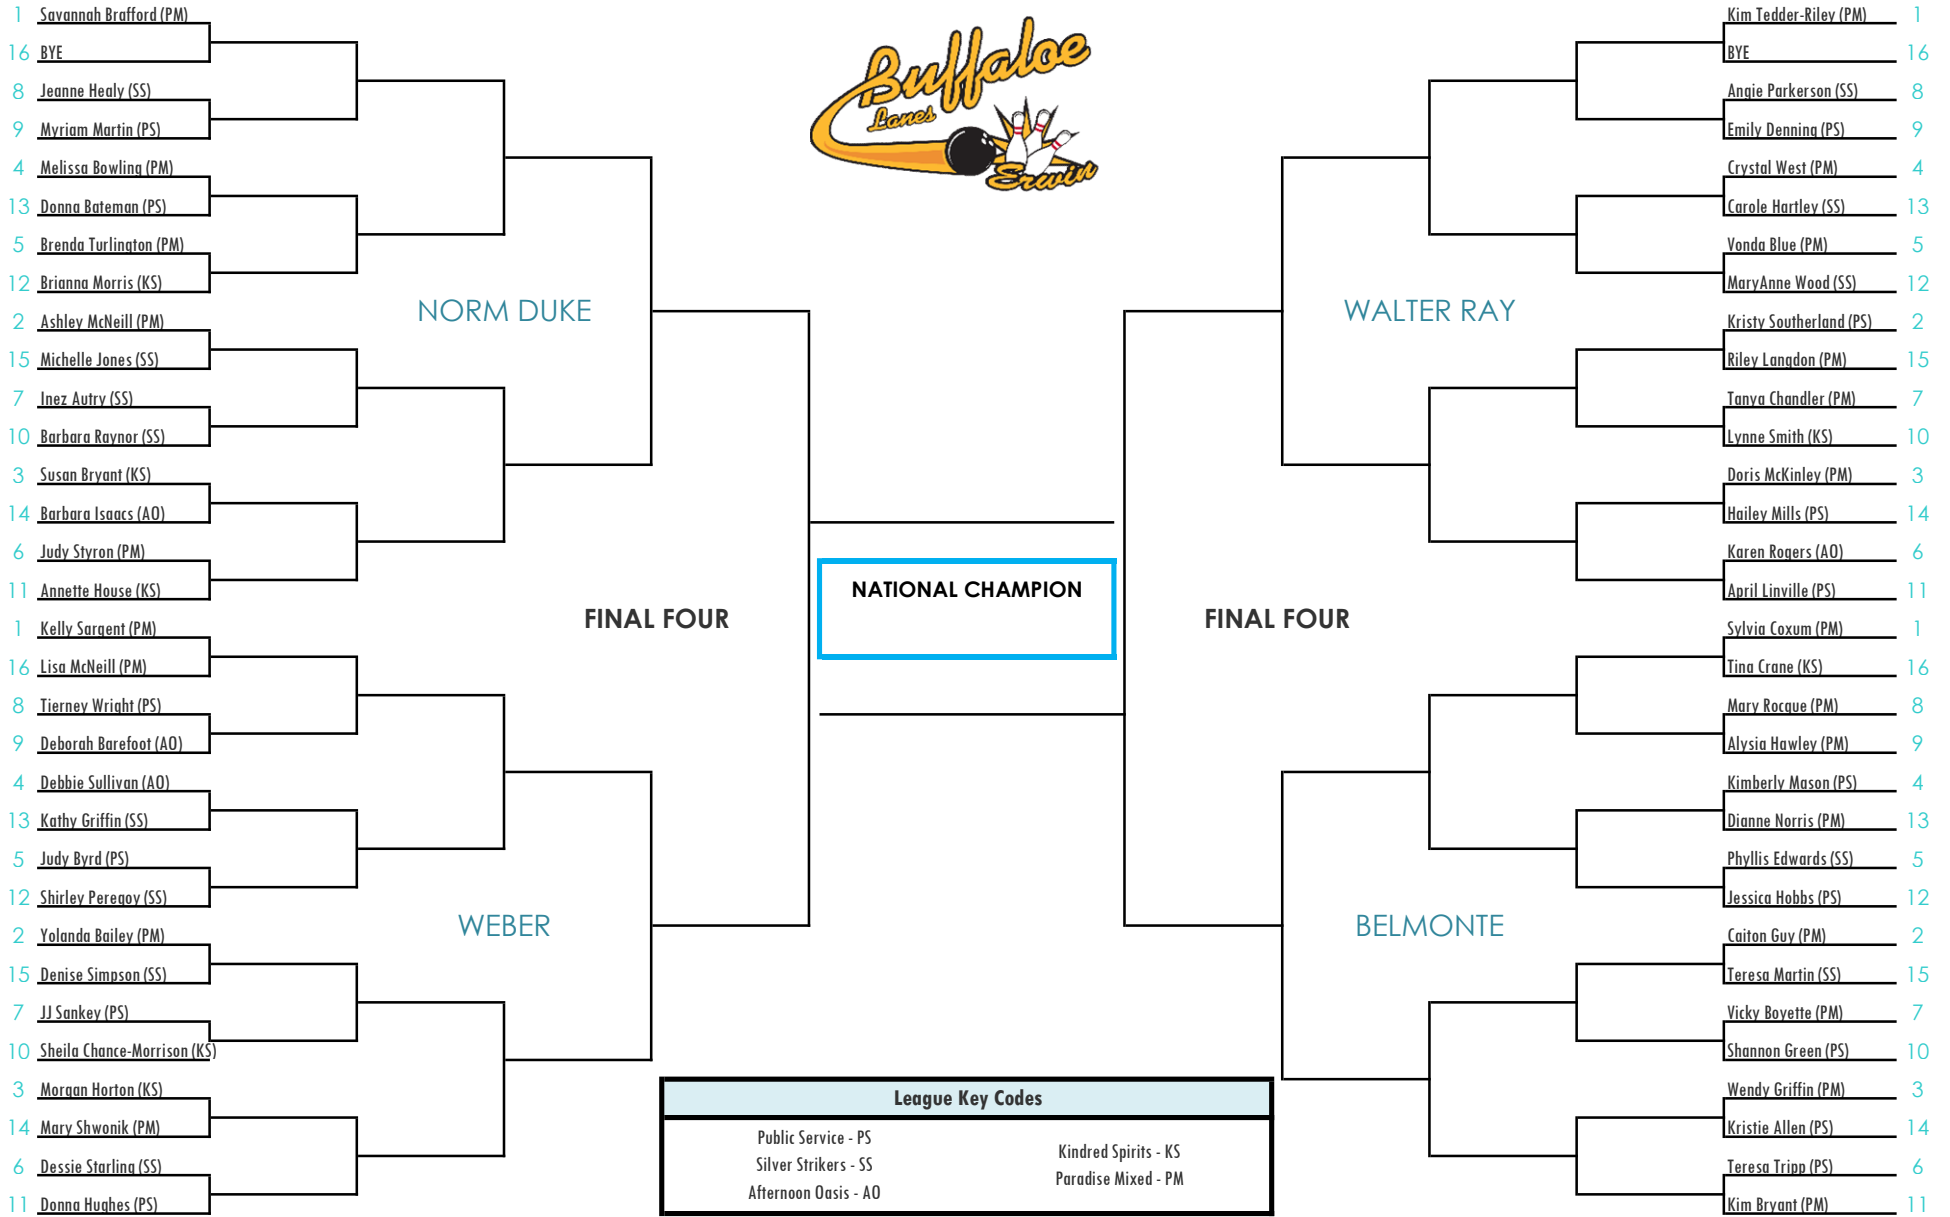 1 Savannah Brafford (PM)
16 BYE
8 Jeanne Healy (SS)
9 Myriam Martin (PS)
4 Melissa Bowling (PM)
13 Donna Bateman (PS)
5 Brenda Turlington (PM)
12 Brianna Morris (KS)
NORM DUKE
2 Ashley McNeill (PM)
15 Michelle Jones (SS)
7 Inez Autry (SS)
10 Barbara Raynor (SS)
3 Susan Bryant (KS)
14 Barbara Isaacs (AO)
6 Judy Styron (PM)
11 Annette House (KS)
FINAL FOUR
1 Kelly Sargent (PM)
16 Lisa McNeill (PM)
8 Tierney Wright (PS)
9 Deborah Barefoot (AO)
4 Debbie Sullivan (AO)
13 Kathy Griffin (SS)
5 Judy Byrd (PS)
12 Shirley Peregoy (SS)
WEBER
2 Yolanda Bailey (PM)
15 Denise Simpson (SS)
7 JJ Sankey (PS)
10 Sheila Chance-Morrison (KS)
3 Morgan Horton (KS)
14 Mary Shwonik (PM)
6 Dessie Starling (SS)
11 Donna Hughes (PS)
Buffaloe
Lanes
Erwin
NATIONAL CHAMPION
League Key Codes
Public Service - PS
Silver Strikers - SS
Afternoon Oasis - AO
Kindred Spirits - KS
Paradise Mixed - PM
Kim Tedder-Riley (PM) 1
BYE 16
Angie Parkerson (SS) 8
Emily Denning (PS) 9
Crystal West (PM) 4
Carole Hartley (SS) 13
Vonda Blue (PM) 5
MaryAnne Wood (SS) 12
WALTER RAY
Kristy Southerland (PS) 2
Riley Langdon (PM) 15
Tanya Chandler (PM) 7
Lynne Smith (KS) 10
Doris McKinley (PM) 3
Hailey Mills (PS) 14
Karen Rogers (AO) 6
April Linville (PS) 11
FINAL FOUR
Sylvia Coxum (PM) 1
Tina Crane (KS) 16
Mary Rocque (PM) 8
Alysia Hawley (PM) 9
Kimberly Mason (PS) 4
Dianne Norris (PM) 13
Phyllis Edwards (SS) 5
Jessica Hobbs (PS) 12
BELMONTE
Caiton Guy (PM) 2
Teresa Martin (SS) 15
Vicky Boyette (PM) 7
Shannon Green (PS) 10
Wendy Griffin (PM) 3
Kristie Allen (PS) 14
Teresa Tripp (PS) 6
Kim Bryant (PM) 11